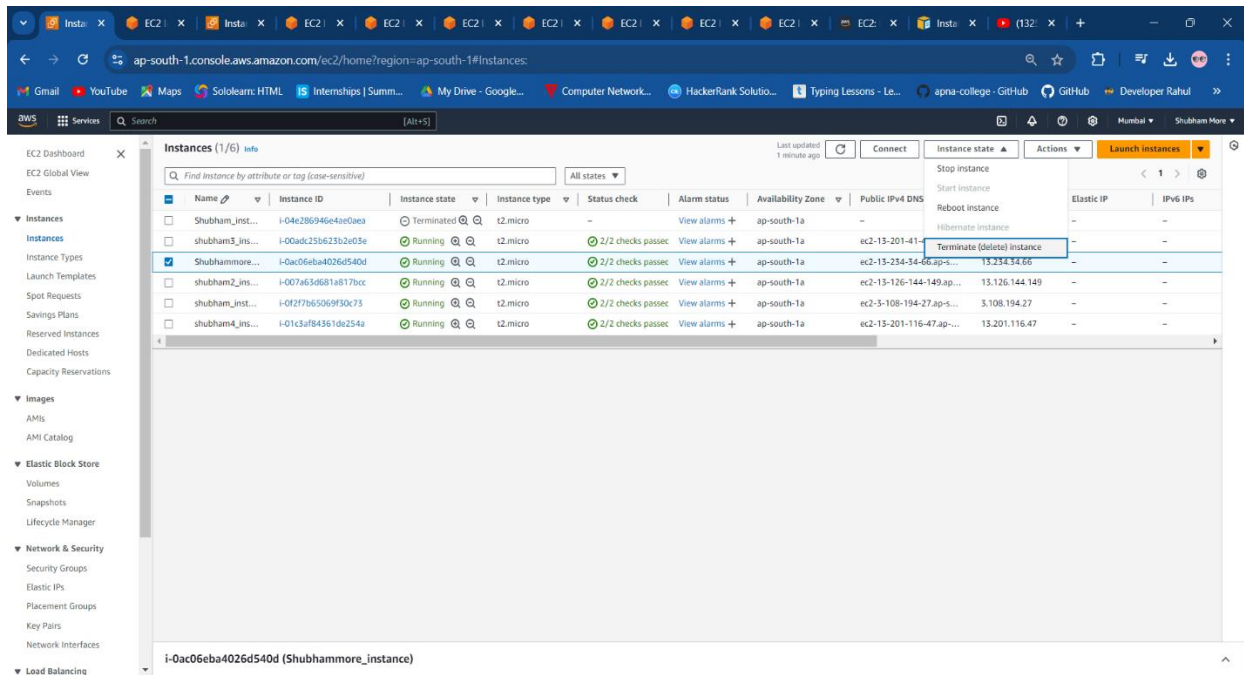 Insta
EC2
Insta
EC2
EC2
EC2
EC2
EC2
EC2
EC2
EC2:
Insta
(132
ap-south-1.console.aws.amazon.com/ec2/home?region=ap-south-1#Instances:
Gmail YouTube Maps Sololearn: HTML Internships | Summ... My Drive - Google... Computer Network... HackerRank Solutio... Typing Lessons - Le... apna-college · GitHub GitHub Developer Rahul »
aws Services Search [Alt+S] Mumbai Shubham More
EC2 Dashboard
EC2 Global View
Events
Instances
Instances
Instance Types
Launch Templates
Spot Requests
Savings Plans
Reserved Instances
Dedicated Hosts
Capacity Reservations
Images
AMIs
AMI Catalog
Elastic Block Store
Volumes
Snapshots
Lifecycle Manager
Network & Security
Security Groups
Elastic IPs
Placement Groups
Key Pairs
Network Interfaces
Load Balancing
Instances (1/6) Info
Last updated
1 minute ago
Connect Instance state Actions Launch instances
Find Instance by attribute or tag (case-sensitive) All states 1
Stop instance
Start instance
Reboot instance
Hibernate instance
Terminate (delete) instance
Name Instance ID Instance state Instance type Status check Alarm status Availability Zone Public IPv4 DNS Elastic IP IPv6 IPs
Shubham_inst... i-04e286946e4ae0aea Terminated t2.micro – View alarms + ap-south-1a – – –
shubham3_ins... i-00adc25b623b2e03e Running t2.micro 2/2 checks passec View alarms + ap-south-1a ec2-13-201-41- – –
Shubhammore... i-0ac06eba4026d540d Running t2.micro 2/2 checks passec View alarms + ap-south-1a ec2-13-234-34-66.ap-s... 13.234.34.66 – –
shubham2_ins... i-007a63d681a817bcc Running t2.micro 2/2 checks passec View alarms + ap-south-1a ec2-13-126-144-149.ap... 13.126.144.149 – –
shubham_inst... i-0f2f7b65069f30c73 Running t2.micro 2/2 checks passec View alarms + ap-south-1a ec2-3-108-194-27.ap-s... 3.108.194.27 – –
shubham4_ins... i-01c3af84361de254a Running t2.micro 2/2 checks passec View alarms + ap-south-1a ec2-13-201-116-47.ap-... 13.201.116.47 – –
i-0ac06eba4026d540d (Shubhammore_instance)